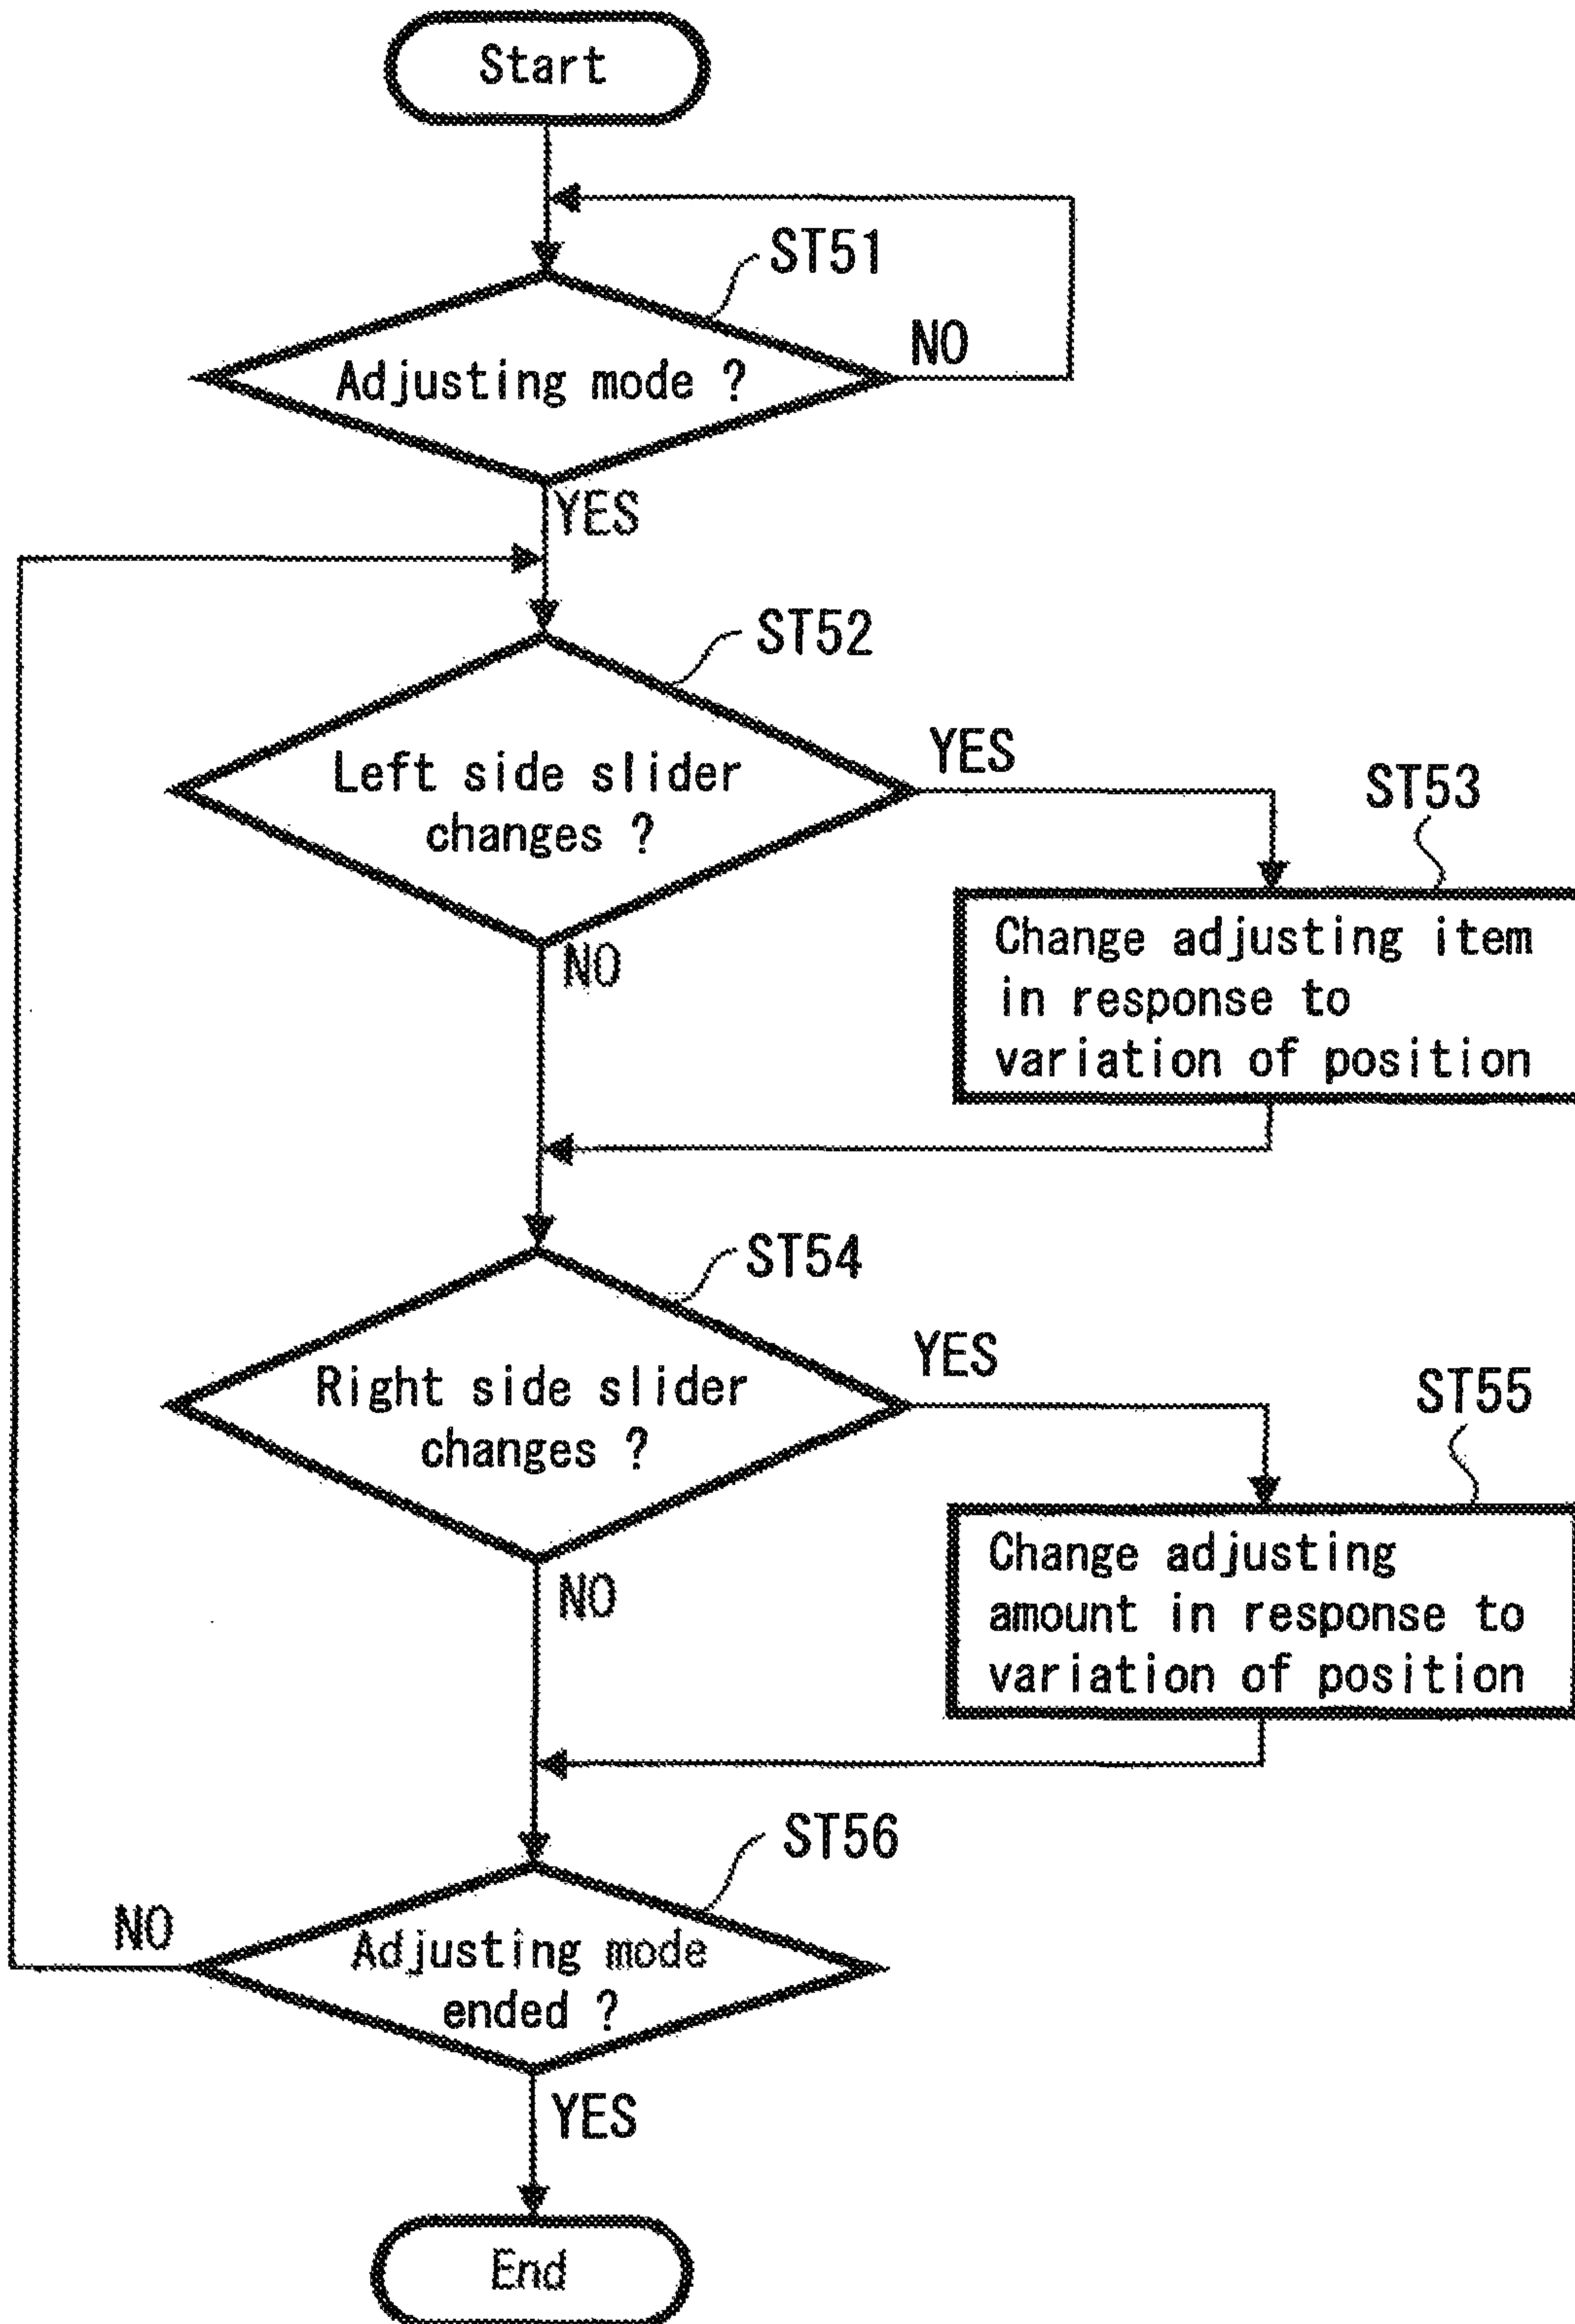 Start
ST51
Adjusting mode ?
NO
YES
ST52
Left side slider
changes ?
YES
NO
ST53
Change adjusting item
in response to
variation of position
ST54
Right side slider
changes ?
YES
NO
ST55
Change adjusting
amount in response to
variation of position
ST56
Adjusting mode
ended ?
NO
YES
End